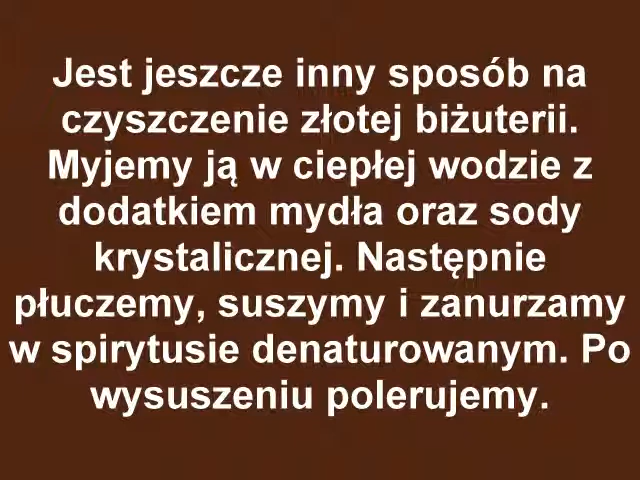 Jest jeszcze inny sposób na
czyszczenie złotej biżuterii.
Myjemy ją w ciepłej wodzie z
dodatkiem mydła oraz sody
krystalicznej. Następnie
płuczemy, suszymy i zanurzamy
w spirytusie denaturowanym. Po
wysuszeniu polerujemy.